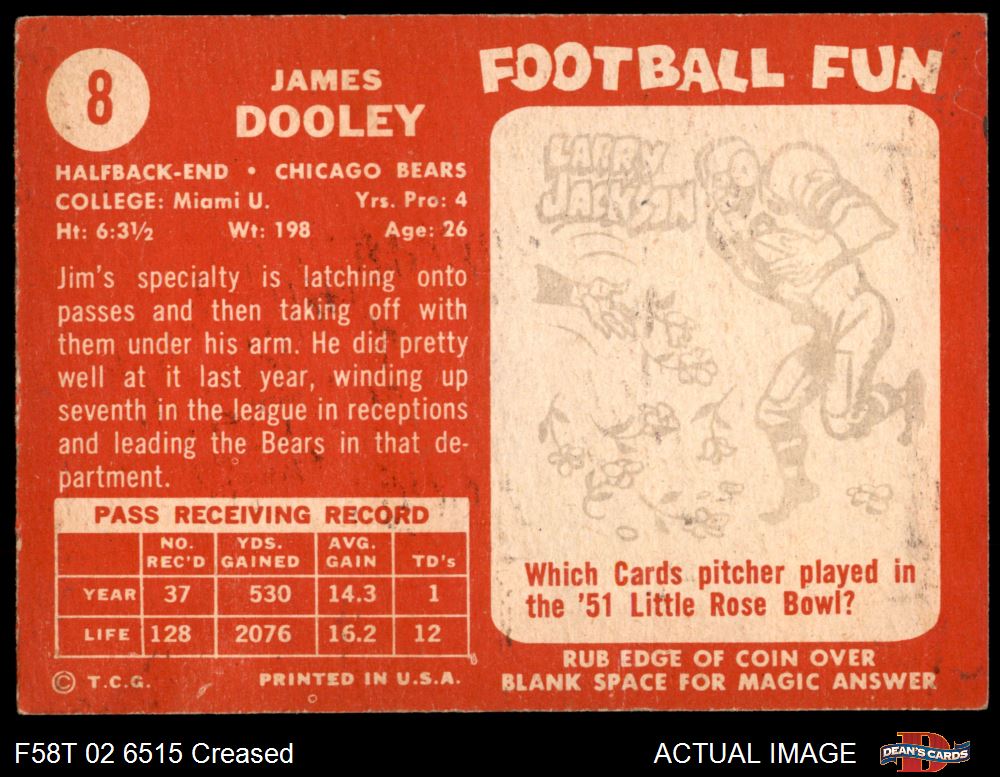 8
JAMES
DOOLEY
HALFBACK-END • CHICAGO BEARS
COLLEGE: Miami U. Yrs. Pro: 4
Ht: 6:3½ Wt: 198 Age: 26
Jim's specialty is latching onto
passes and then taking off with
them under his arm. He did pretty
well at it last year, winding up
seventh in the league in receptions
and leading the Bears in that de-
partment.
PASS RECEIVING RECORD
NO. REC'D YDS. GAINED AVG. GAIN TD's
YEAR 37 530 14.3 1
LIFE 128 2076 16.2 12
© T.C.G. PRINTED IN U.S.A.
FOOTBALL FUN
LARRY
JACKSON
Which Cards pitcher played in
the '51 Little Rose Bowl?
RUB EDGE OF COIN OVER
BLANK SPACE FOR MAGIC ANSWER
F58T 02 6515 Creased
ACTUAL IMAGE
DEAN'S CARDS